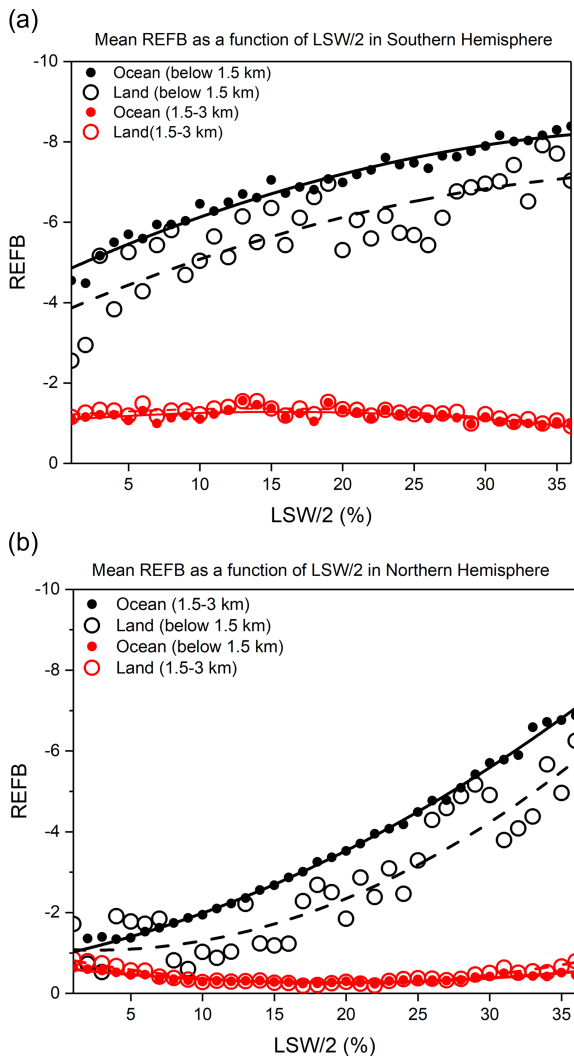 (a)
Mean REFB as a function of LSW/2 in Southern Hemisphere
-10
Ocean (below 1.5 km)
Land (below 1.5 km)
Ocean (1.5-3 km)
Land(1.5-3 km)
-8
-6
REFB
-4
-2
0
5 10 15 20 25 30 35
LSW/2 (%)
(b)
Mean REFB as a function of LSW/2 in Northern Hemisphere
-10
Ocean (1.5-3 km)
Land (below 1.5 km)
Ocean (below 1.5 km)
Land (1.5-3 km)
-8
-6
REFB
-4
-2
0
5 10 15 20 25 30 35
LSW/2 (%)